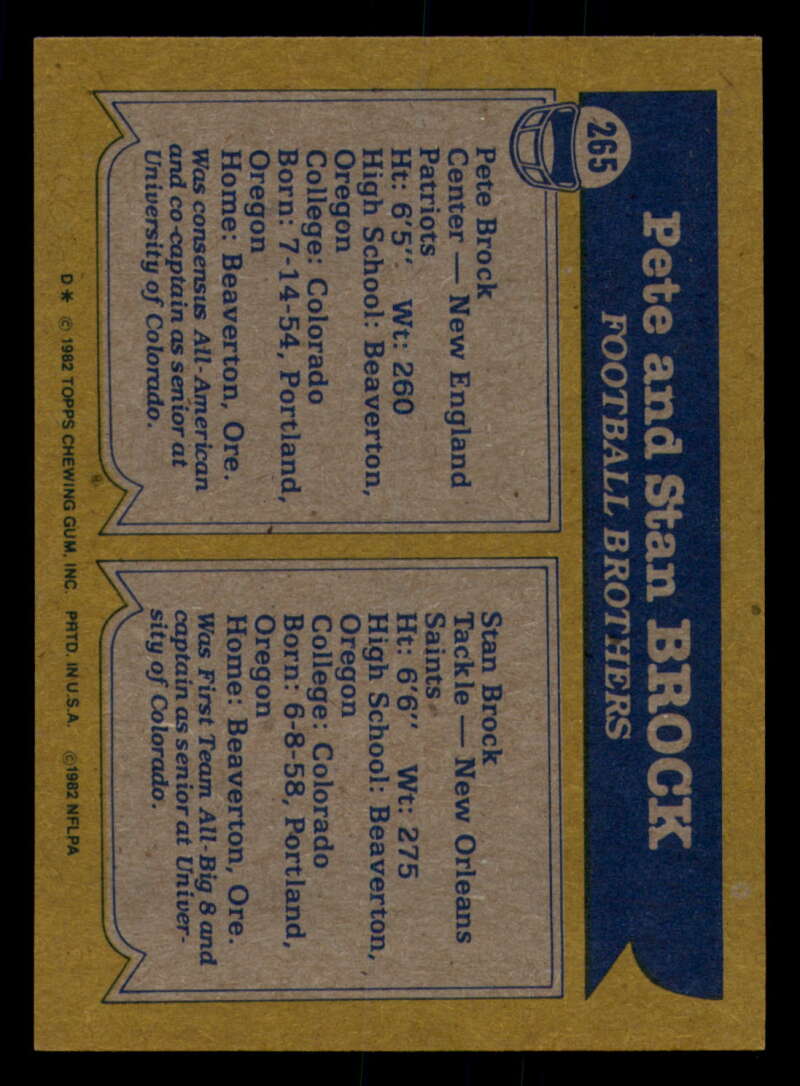 265
Pete and Stan BROCK
FOOTBALL BROTHERS
Pete Brock
Center — New England
Patriots
Ht: 6'5" Wt: 260
High School: Beaverton,
Oregon
College: Colorado
Born: 7-14-54, Portland,
Oregon
Home: Beaverton, Ore.
Was consensus All-American
and co-captain as senior at
University of Colorado.
Stan Brock
Tackle — New Orleans
Saints
Ht: 6'6" Wt: 275
High School: Beaverton,
Oregon
College: Colorado
Born: 6-8-58, Portland,
Oregon
Home: Beaverton, Ore.
Was First Team All-Big 8 and
captain as senior at Univer-
sity of Colorado.
D* © 1982 TOPPS CHEWING GUM, INC. PRTD. IN U.S.A. ©1982 NFLPA